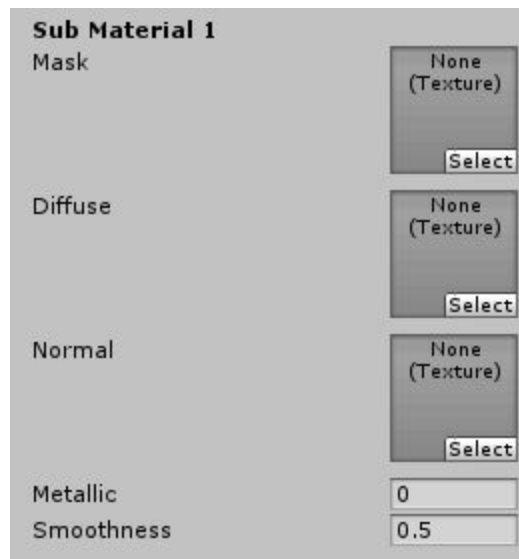 Sub Material 1
Mask
None
(Texture)
Select
Diffuse
None
(Texture)
Select
Normal
None
(Texture)
Select
Metallic 0
Smoothness 0.5